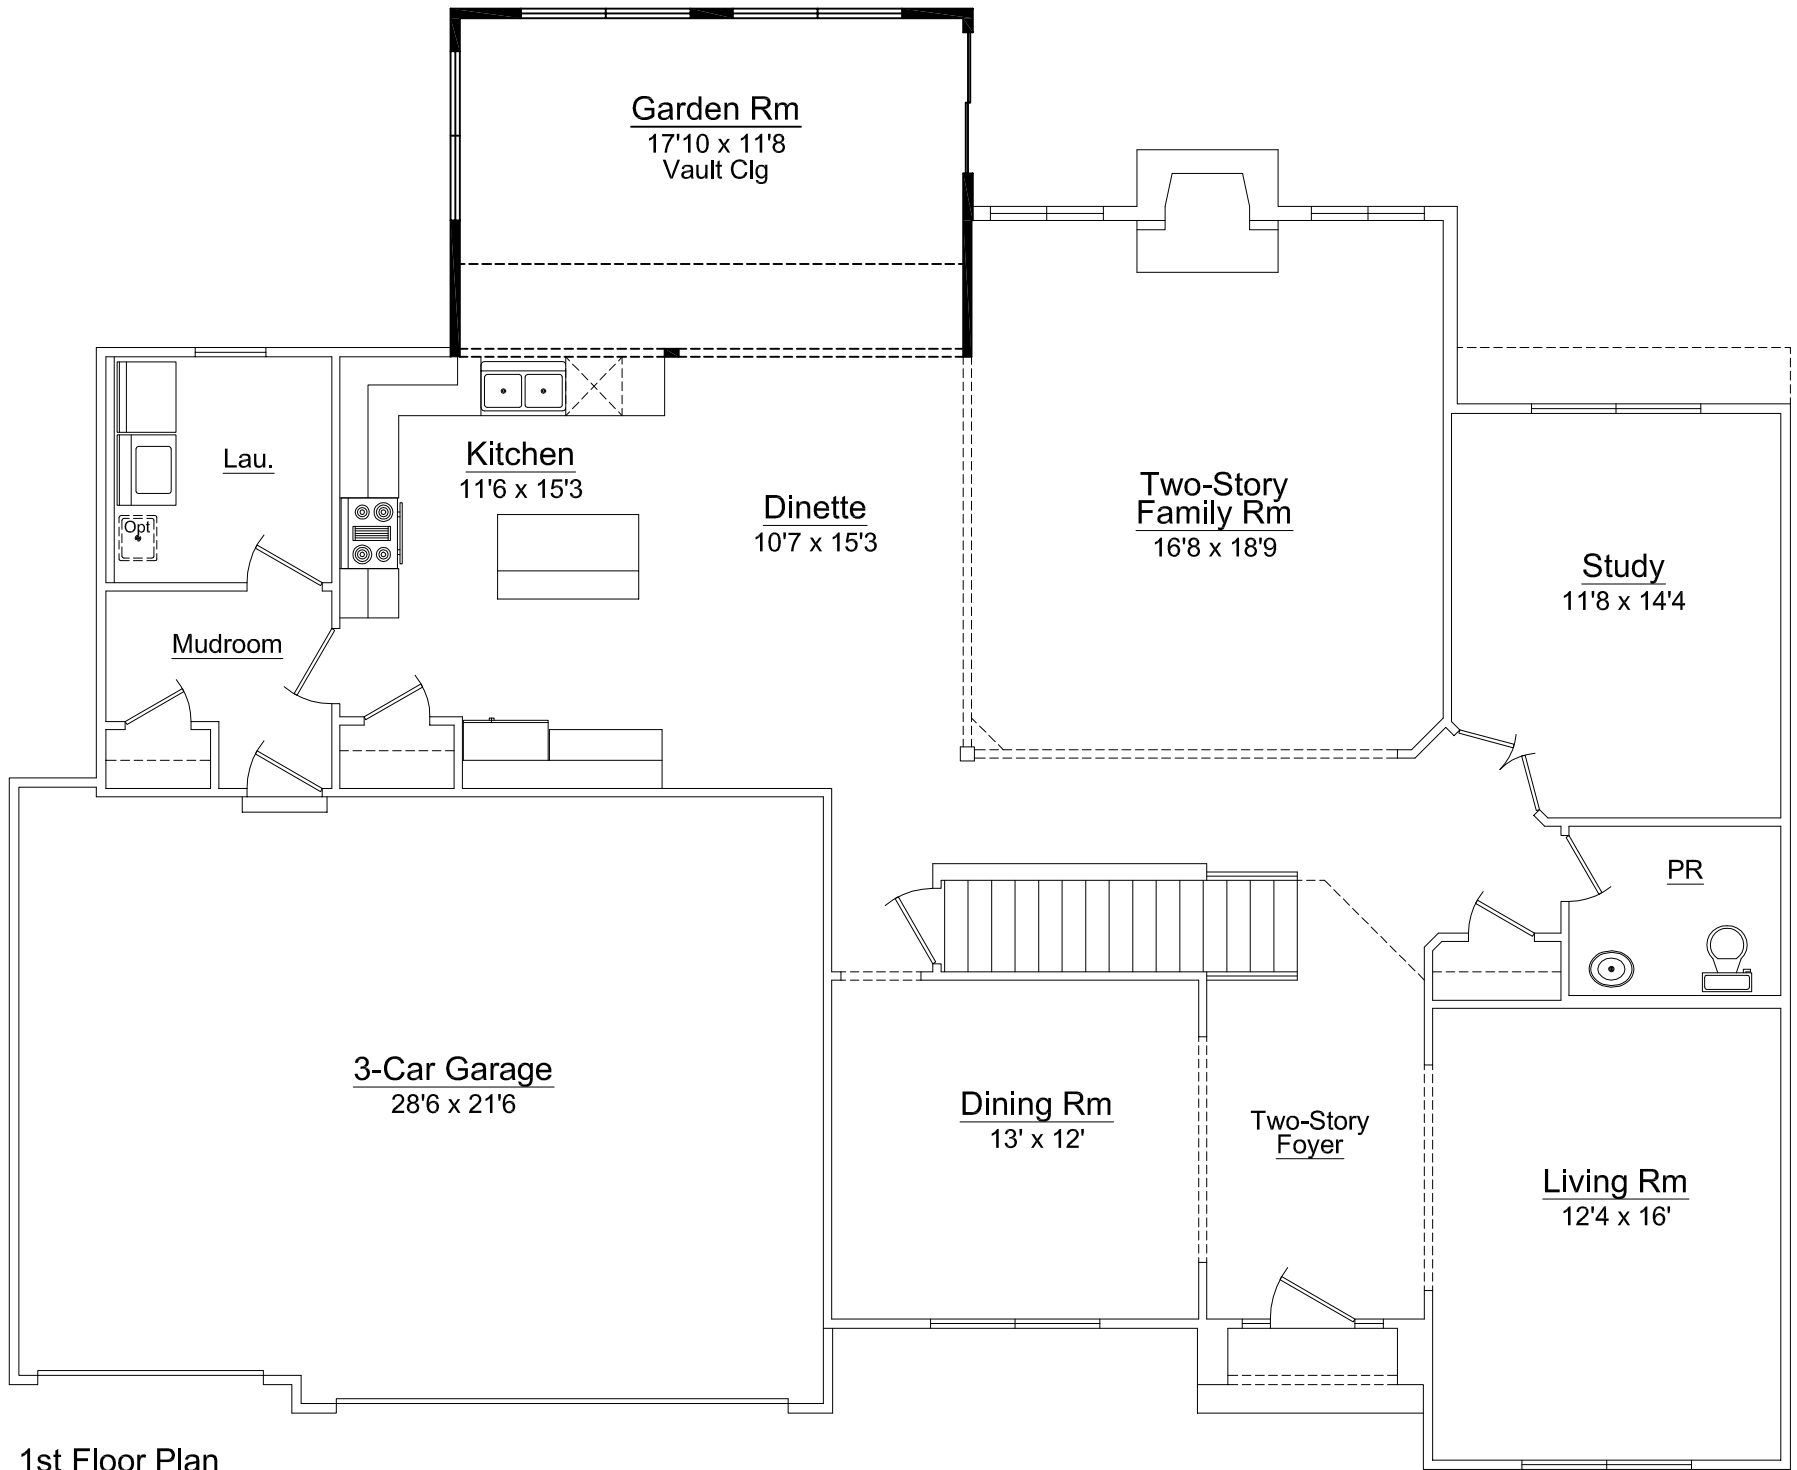 Garden Rm
17'10 x 11'8
Vault Clg
Lau.
Opt
Kitchen
11'6 x 15'3
Dinette
10'7 x 15'3
Two-Story
Family Rm
16'8 x 18'9
Study
11'8 x 14'4
Mudroom
PR
3-Car Garage
28'6 x 21'6
Dining Rm
13' x 12'
Two-Story
Foyer
Living Rm
12'4 x 16'
1st Floor Plan